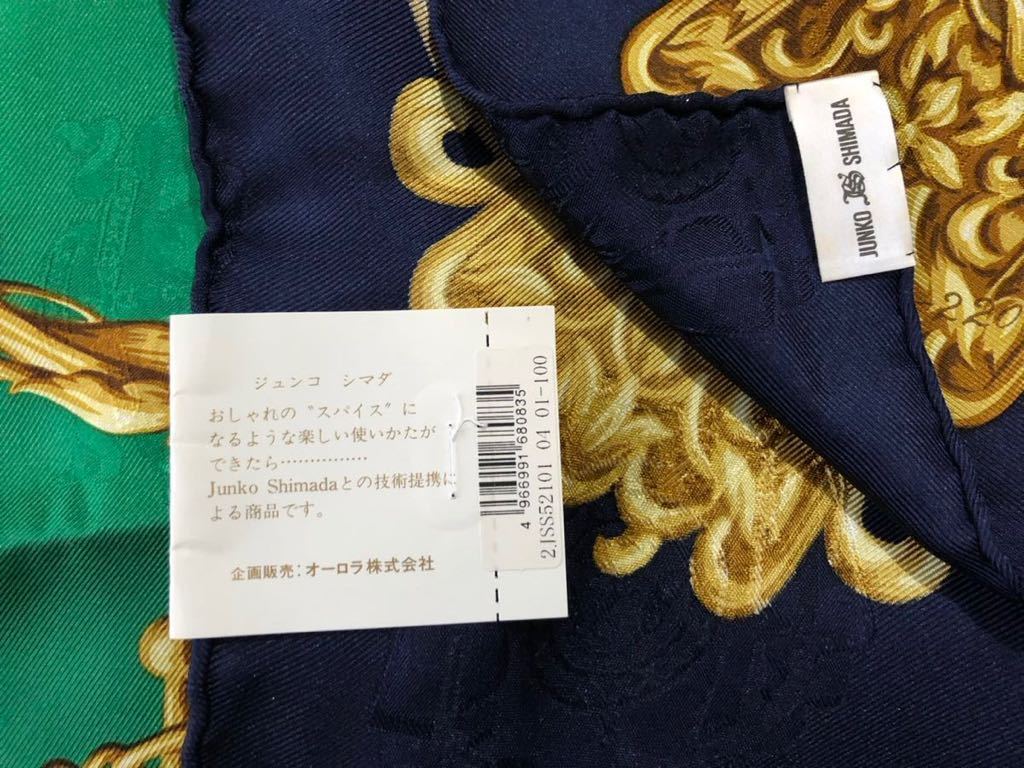 JUNKO JS SHIMADA
220
ジュンコ シマダ
おしゃれの〝スパイス〟に
なるような楽しい使いかたが
できたら……………
Junko Shimadaとの技術提携に
よる商品です。
企画販売：オーロラ株式会社
4 966991 680835
2JSS52101 04 01-100